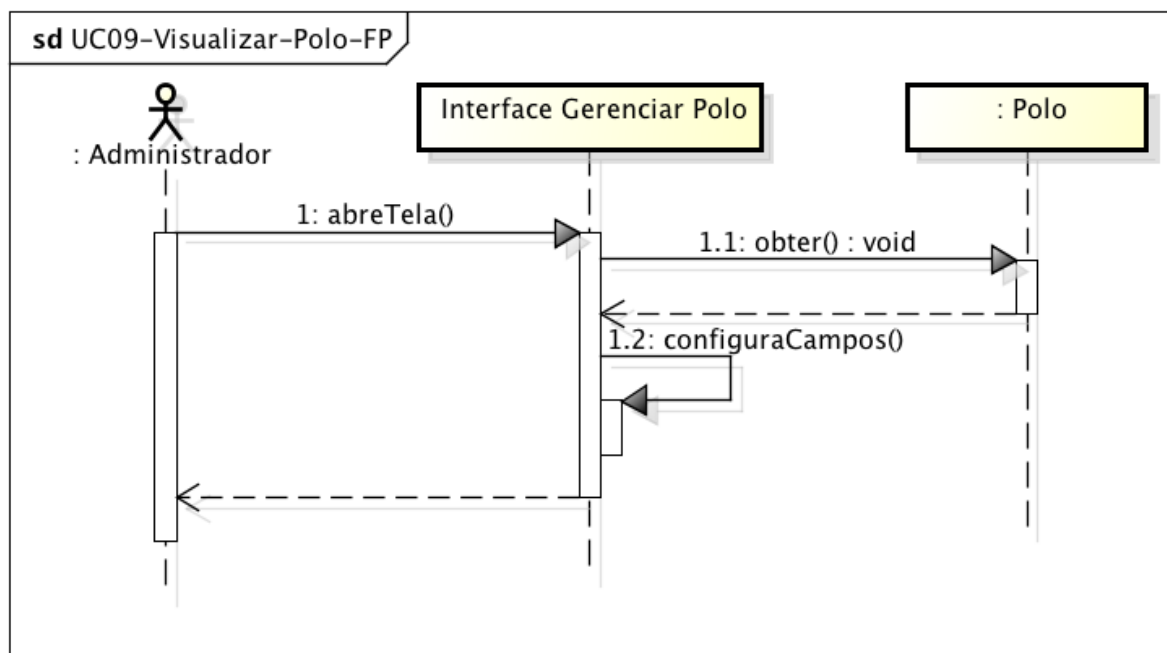 sd UC09-Visualizar-Polo-FP
: Administrador
Interface Gerenciar Polo
: Polo
1: abreTela()
1.1: obter() : void
1.2: configuraCampos()